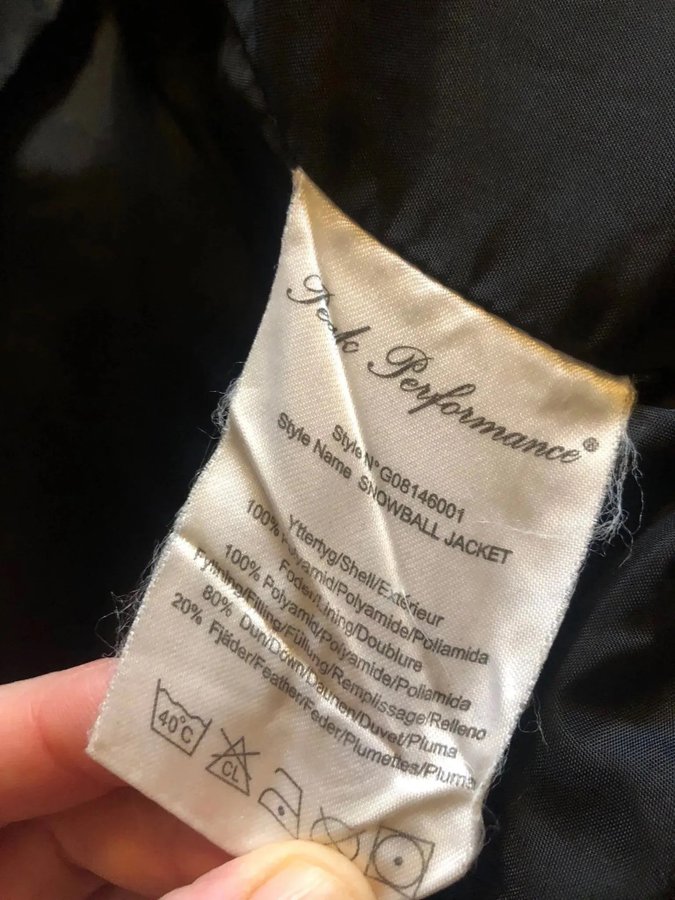 Peak Performance®
Style N° G08146001
Style Name SNOWBALL JACKET
Yttertyg/Shell/Extérieur
100% Polyamid/Polyamide/Poliamida
Foder/Lining/Doublure
100% Polyamid/Polyamide/Poliamida
Fyllning/Filling/Füllung/Remplissage/Relleno
80% Dun/Down/Daunen/Duvet/Pluma
20% Fjäder/Feather/Feder/Plumettes/Pluma
40°C
CL